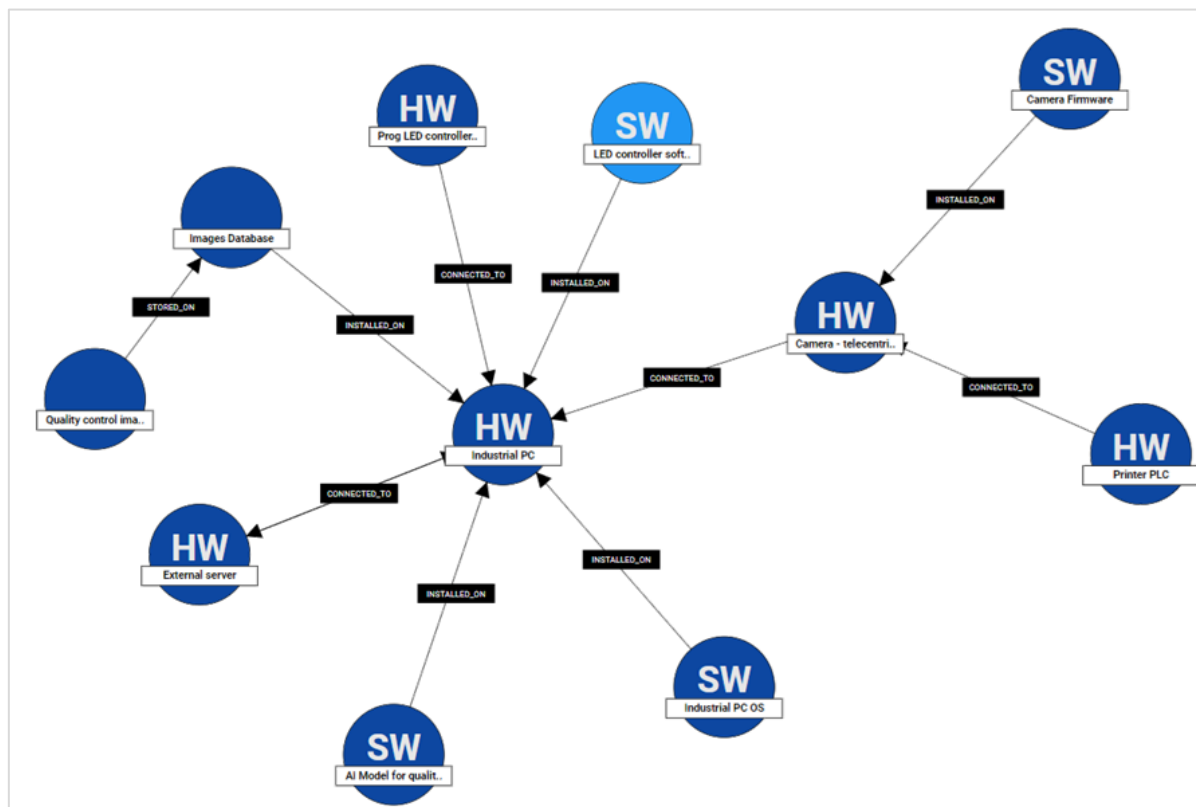 SW
Camera Firmware
HW
Prog LED controller..
SW
LED controller soft..
Images Database
INSTALLED_ON
CONNECTED_TO
INSTALLED_ON
STORED_ON
INSTALLED_ON
HW
Camera - telecentri..
CONNECTED_TO
CONNECTED_TO
Quality control ima..
HW
Industrial PC
HW
Printer PLC
CONNECTED_TO
HW
External server
INSTALLED_ON
INSTALLED_ON
SW
Industrial PC OS
SW
AI Model for qualit..